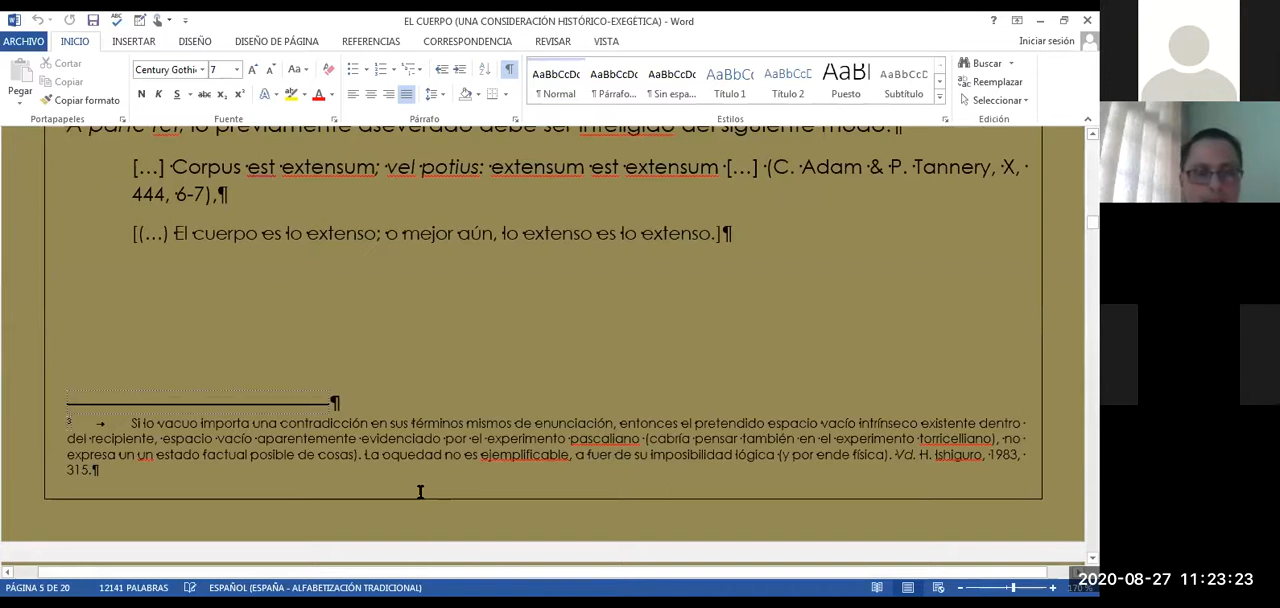 EL CUERPO (UNA CONSIDERACIÓN HISTÓRICO-EXEGÉTICA) - Word
ARCHIVO INICIO INSERTAR DISEÑO DISEÑO DE PÁGINA REFERENCIAS CORRESPONDENCIA REVISAR VISTA Iniciar sesión
Pegar
Cortar
Copiar
Copiar formato
Portapapeles
Century Gothi 7
N K S abc x₂ x²
Fuente
Párrafo
AaBbCcDc AaBbCcDc AaBbCcDc AaBbC AaBbCcD AaBl AaBbCcD
¶ Normal ¶ Párrafo... ¶ Sin espa... Título 1 Título 2 Puesto Subtítulo
Estilos
Buscar
Reemplazar
Seleccionar
Edición
A parte rei, lo previamente aseverado debe ser inteligido del siguiente modo:¶
[...] Corpus est extensum; vel potius: extensum est extensum [...] (C. Adam & P. Tannery, X,
444, 6-7),¶
[(...) El cuerpo es lo extenso; o mejor aún, lo extenso es lo extenso.]¶
¶
3 → Si lo vacuo importa una contradicción en sus términos mismos de enunciación, entonces el pretendido espacio vacío intrínseco existente dentro
del recipiente, espacio vacío aparentemente evidenciado por el experimento pascaliano (cabría pensar también en el experimento torricelliano), no
expresa un un estado factual posible de cosas). La oquedad no es ejemplificable, a fuer de su imposibilidad lógica (y por ende física). Vd. H. Ishiguro, 1983,
315.¶
PÁGINA 5 DE 20 12141 PALABRAS ESPAÑOL (ESPAÑA - ALFABETIZACIÓN TRADICIONAL) 170 %
2020-08-27 11:23:23